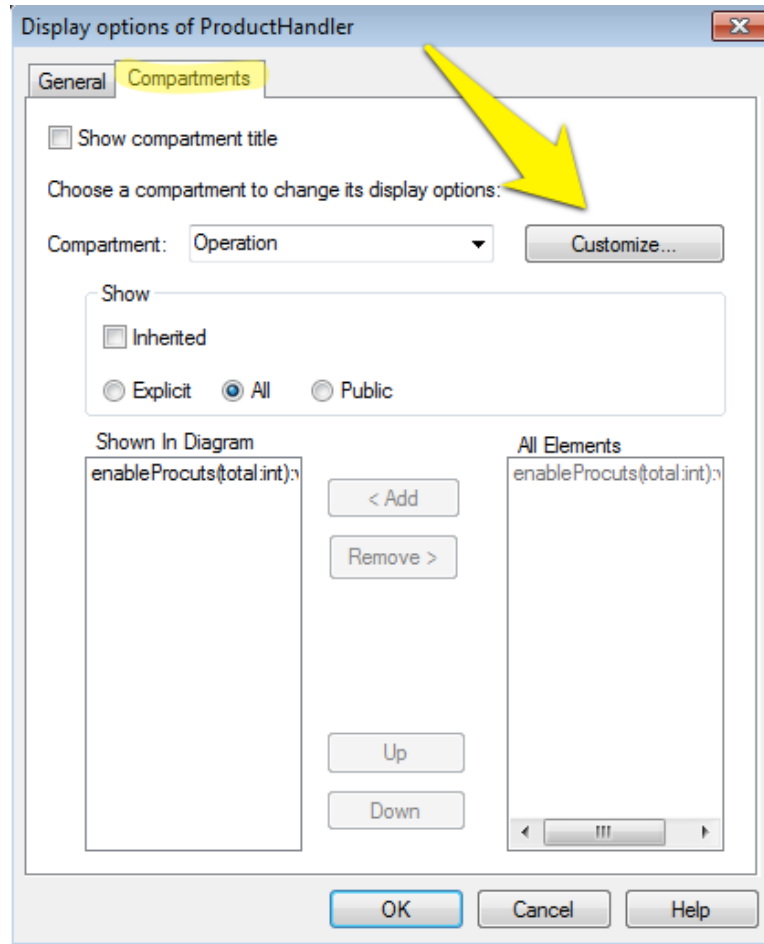 Display options of ProductHandler
General
Compartments
Show compartment title
Choose a compartment to change its display options:
Compartment:
Operation
Customize...
Show
Inherited
Explicit
All
Public
Shown In Diagram
All Elements
enableProcuts(total:int):v
enableProcuts(total:int):v
< Add
Remove >
Up
Down
OK
Cancel
Help